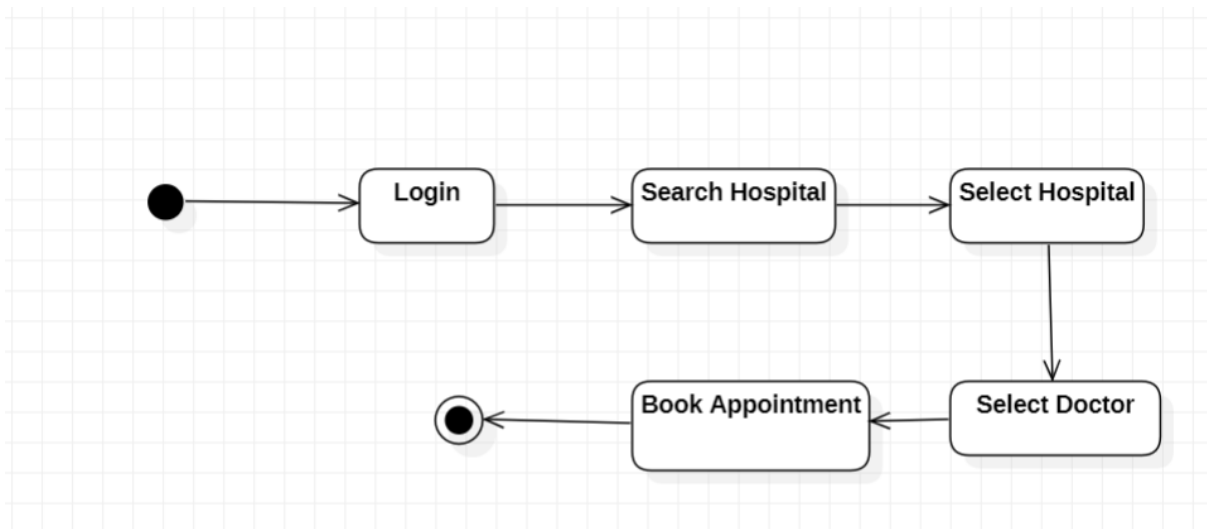 Login
Search Hospital
Select Hospital
Select Doctor
Book Appointment